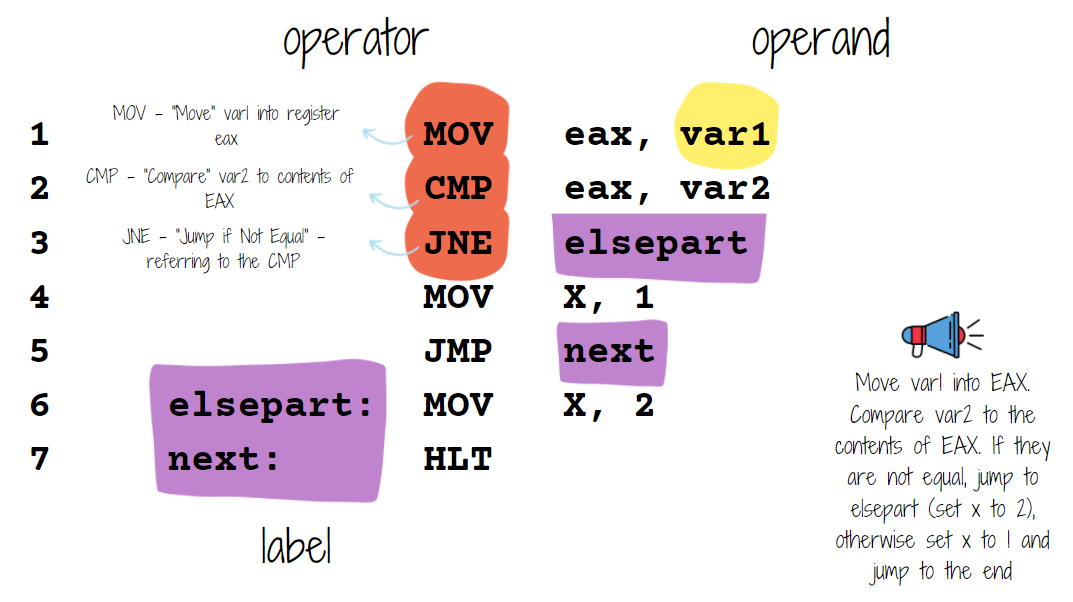 operator operand
MOV - "Move" var1 into register
eax
1 MOV eax, var1
CMP - "Compare" var2 to contents of
EAX
2 CMP eax, var2
JNE - "Jump if Not Equal" -
referring to the CMP
3 JNE elsepart
4 MOV X, 1
5 JMP next
6 elsepart: MOV X, 2
7 next: HLT
label
Move var1 into EAX.
Compare var2 to the
contents of EAX. If they
are not equal, jump to
elsepart (set x to 2),
otherwise set x to 1 and
jump to the end